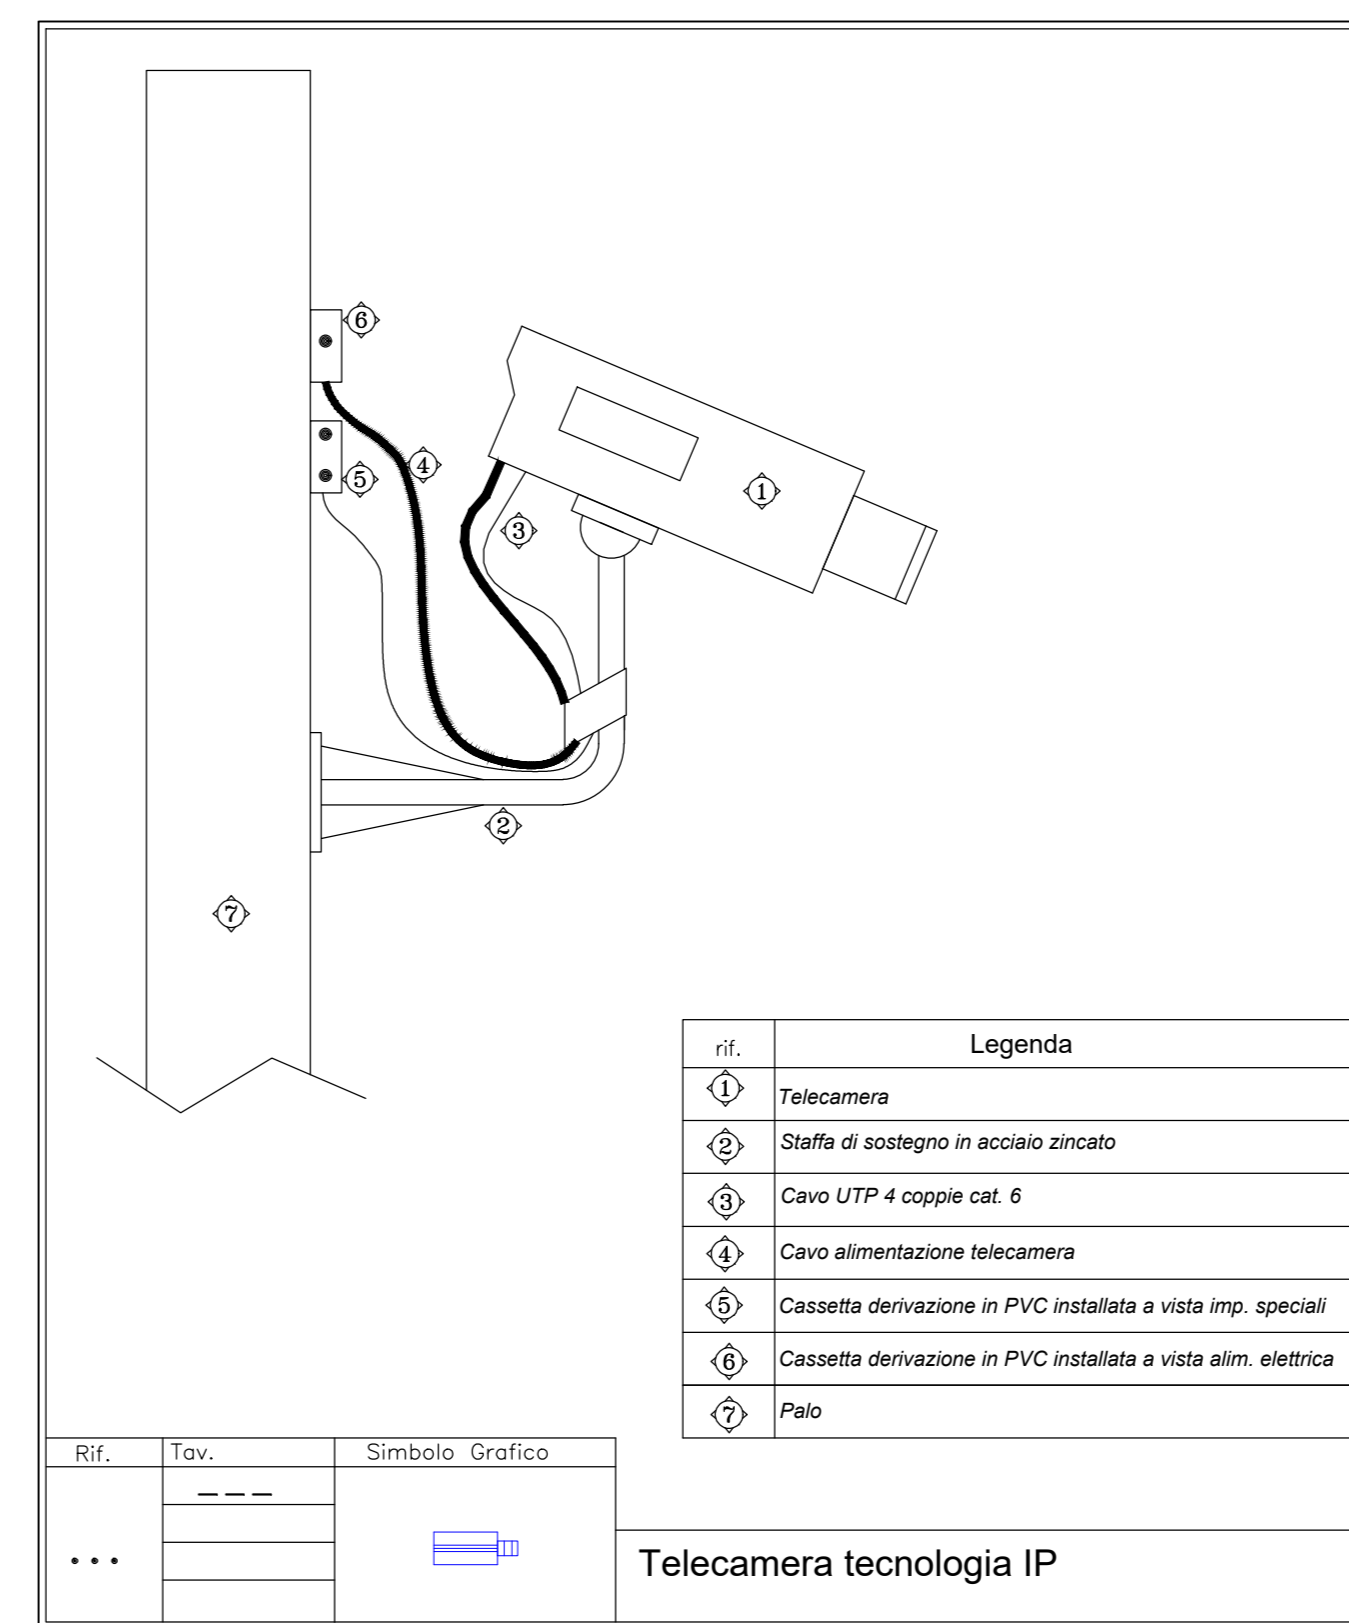 6
4
5
1
3
2
7
rif. Legenda
1 Telecamera
2 Staffa di sostegno in acciaio zincato
3 Cavo UTP 4 coppie cat. 6
4 Cavo alimentazione telecamera
5 Cassetta derivazione in PVC installata a vista imp. speciali
6 Cassetta derivazione in PVC installata a vista alim. elettrica
7 Palo
Rif. Tav. Simbolo Grafico
---
...
Telecamera tecnologia IP